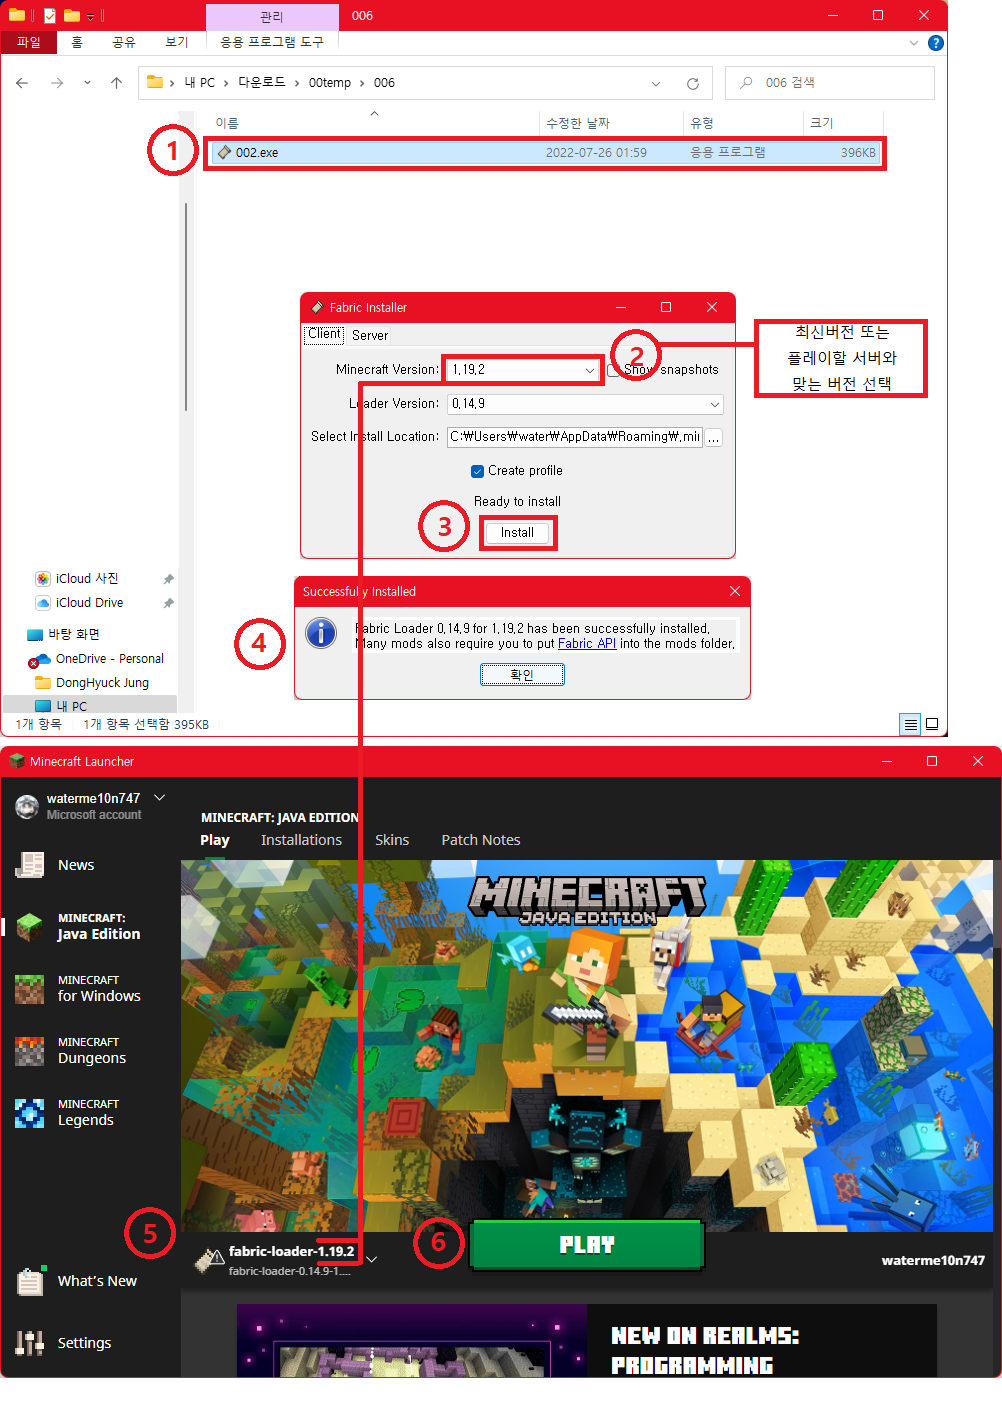 관리
006
파일
홈
공유
보기
응용 프로그램 도구
내 PC
다운로드
00temp
006
006 검색
이름
수정한 날짜
유형
크기
1
002.exe
2022-07-26 01:59
응용 프로그램
396KB
Fabric Installer
Client
Server
2
최신버전 또는
플레이할 서버와
맞는 버전 선택
Minecraft Version:
1.19.2
Show snapshots
Loader Version:
0.14.9
Select Install Location:
C:₩Users₩water₩AppData₩Roaming₩.mi
...
Create profile
Ready to install
3
Install
iCloud 사진
iCloud Drive
바탕 화면
OneDrive - Personal
DongHyuck Jung
내 PC
4
Successfully Installed
Fabric Loader 0.14.9 for 1.19.2 has been successfully installed.
Many mods also require you to put Fabric API into the mods folder.
확인
1개 항목
1개 항목 선택함 395KB
Minecraft Launcher
waterme10n747
Microsoft account
MINECRAFT: JAVA EDITION
Play
Installations
Skins
Patch Notes
News
MINECRAFT:
Java Edition
MINECRAFT
for Windows
MINECRAFT
Dungeons
MINECRAFT
Legends
MINECRAFT
JAVA EDITION
5
fabric-loader-1.19.2
fabric-loader-0.14.9-1....
6
PLAY
waterme10n747
What's New
Settings
NEW ON REALMS:
PROGRAMMING